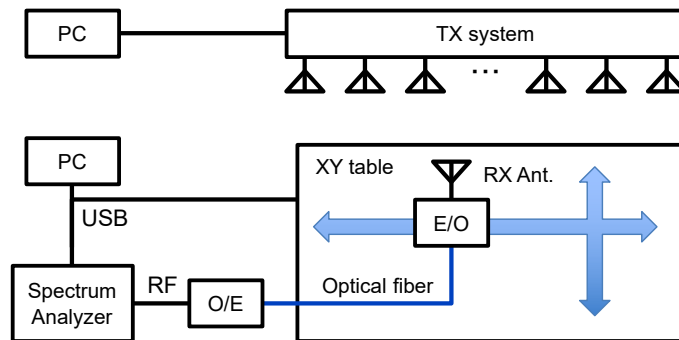 PC
TX system
...
PC
XY table
RX Ant.
USB
E/O
Spectrum
Analyzer
RF
O/E
Optical fiber